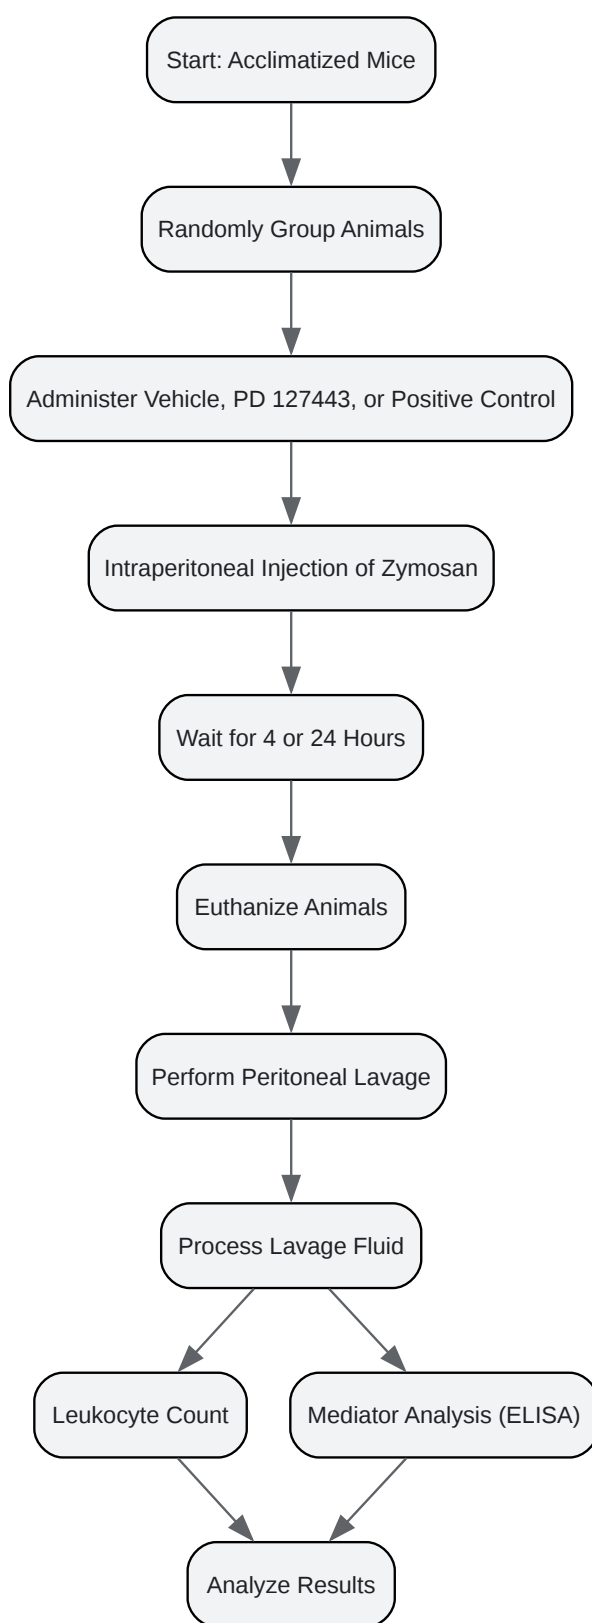 Start: Acclimatized Mice
Randomly Group Animals
Administer Vehicle, PD 127443, or Positive Control
Intraperitoneal Injection of Zymosan
Wait for 4 or 24 Hours
Euthanize Animals
Perform Peritoneal Lavage
Process Lavage Fluid
Leukocyte Count
Mediator Analysis (ELISA)
Analyze Results